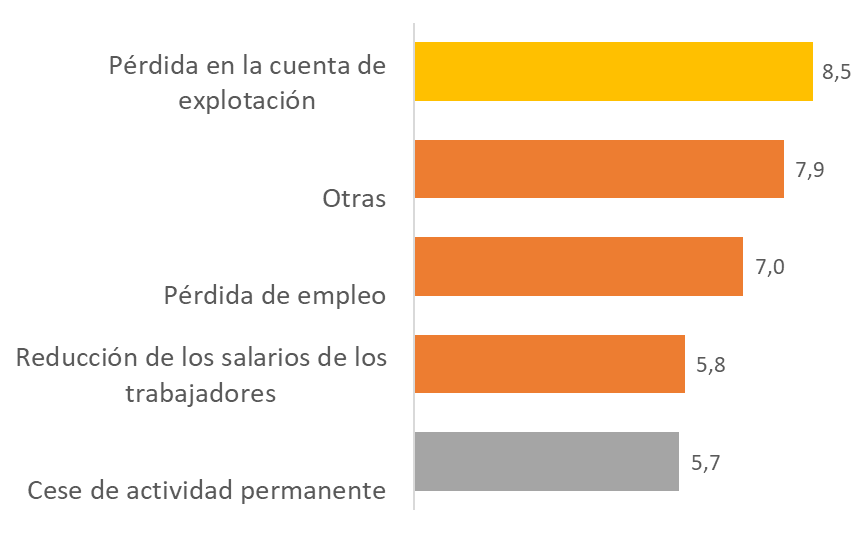 Pérdida en la cuenta de
explotación
8,5
Otras
7,9
Pérdida de empleo
7,0
Reducción de los salarios de los
trabajadores
5,8
Cese de actividad permanente
5,7